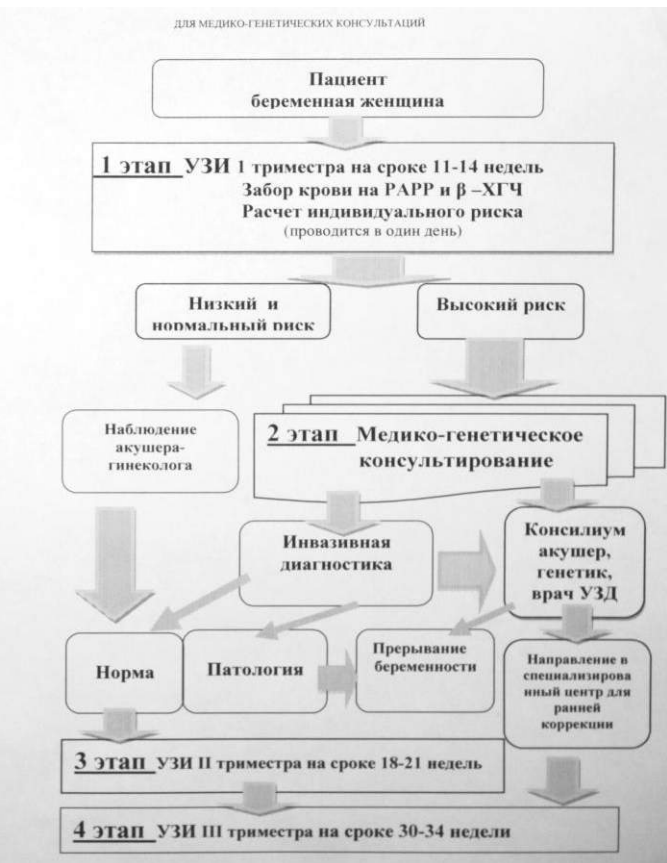 ДЛЯ МЕДИКО-ГЕНЕТИЧЕСКИХ КОНСУЛЬТАЦИЙ
Пациент
беременная женщина
1 этап УЗИ 1 триместра на сроке 11-14 недель
Забор крови на РАРР и β –ХГЧ
Расчет индивидуального риска
(проводится в один день)
Низкий и
нормальный риск
Высокий риск
Наблюдение
акушера-
гинеколога
2 этап Медико-генетическое
консультирование
Инвазивная
диагностика
Консилиум
акушер,
генетик,
врач УЗД
Норма
Патология
Прерывание
беременности
Направление в
специализирова
нный центр для
ранней
коррекции
3 этап УЗИ II триместра на сроке 18-21 недель
4 этап УЗИ III триместра на сроке 30-34 недели